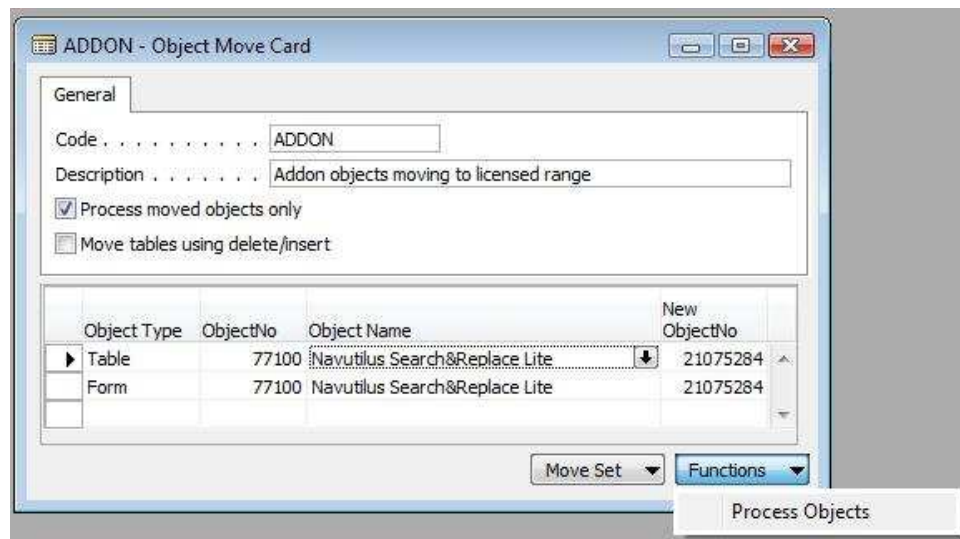 ADDON - Object Move Card
General
Code . . . . . . . . . . ADDON
Description . . . . . . . Addon objects moving to licensed range
Process moved objects only
Move tables using delete/insert
Object Type ObjectNo Object Name New ObjectNo
Table 77100 Navutilus Search&Replace Lite 21075284
Form 77100 Navutilus Search&Replace Lite 21075284
Move Set Functions
Process Objects